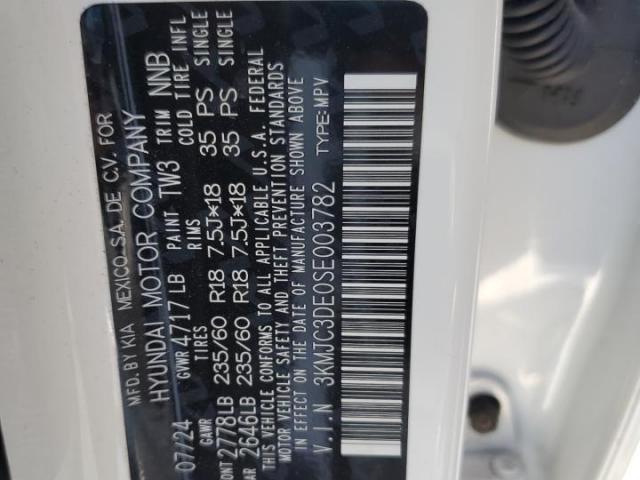 MFD. BY KIA MEXICO, S.A. DE C.V. FOR
HYUNDAI MOTOR COMPANY
07/24 GVWR 4717 LB PAINT TW3 TRIM NNB
GAWR TIRES RIMS COLD TIRE INFL
ONT 2778LB 235/60 R18 7.5J*18 35 PS SINGLE
AR 2646LB 235/60 R18 7.5J*18 35 PS SINGLE
THIS VEHICLE CONFORMS TO ALL APPLICABLE U.S.A. FEDERAL
MOTOR VEHICLE SAFETY AND THEFT PREVENTION STANDARDS
IN EFFECT ON THE DATE OF MANUFACTURE SHOWN ABOVE
V.I.N 3KMJC3DE0SE003782 TYPE:MPV